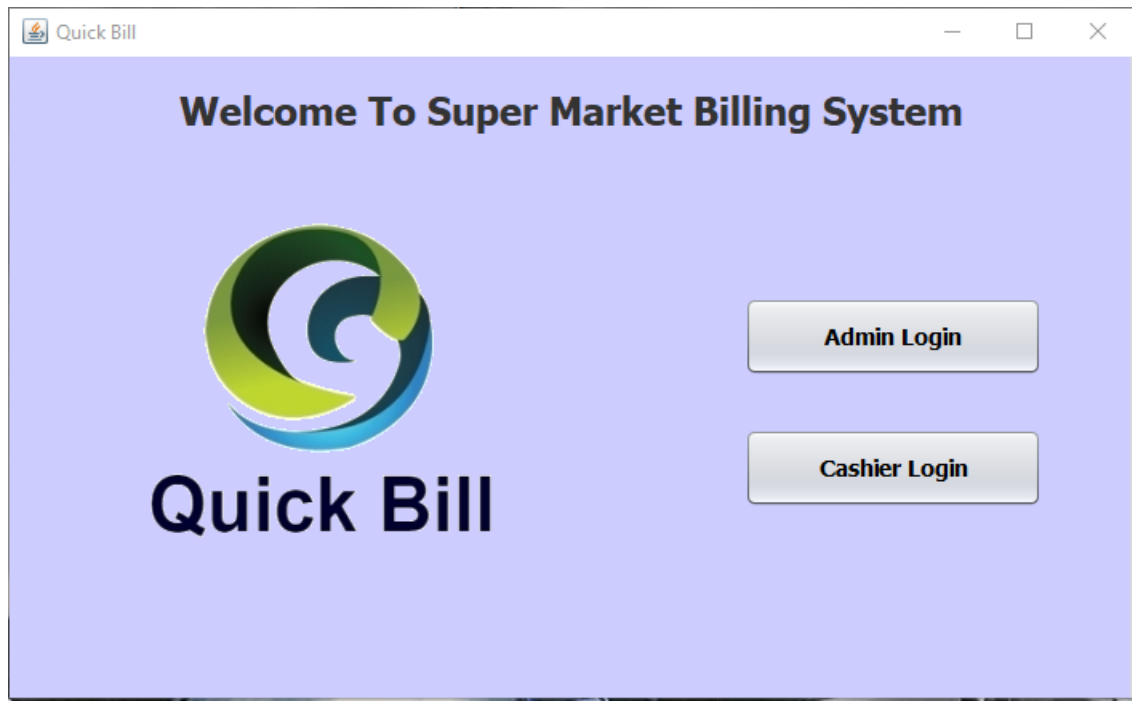 Quick Bill
Welcome To Super Market Billing System
Quick Bill
Admin Login
Cashier Login